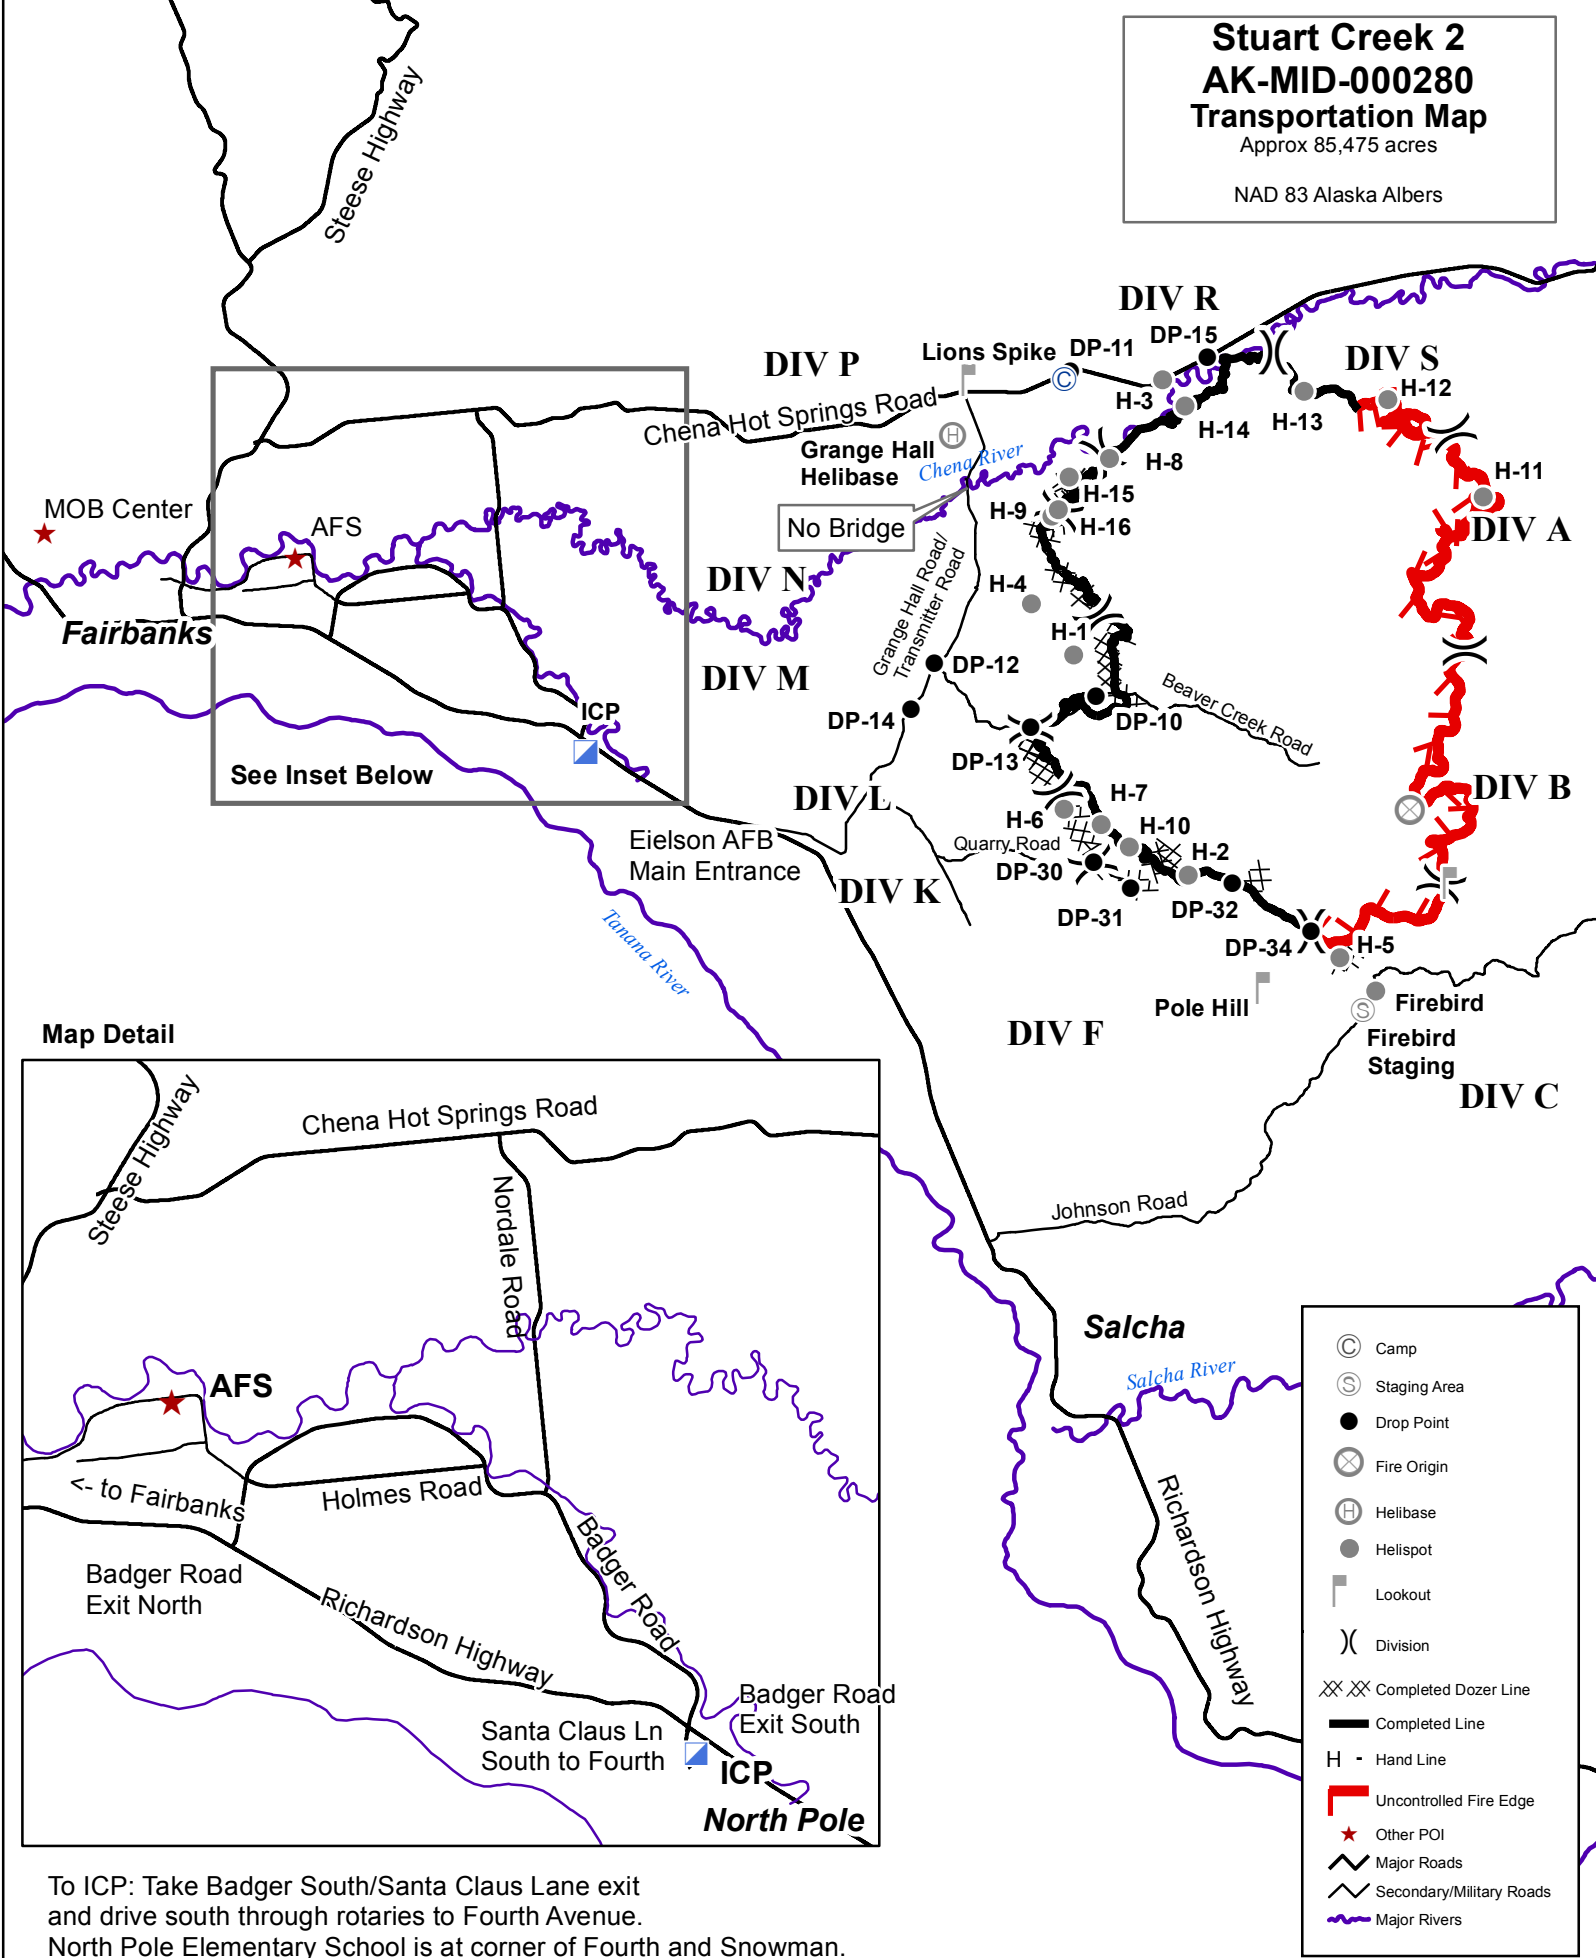 Stuart Creek 2
AK-MID-000280
Transportation Map
Approx 85,475 acres
NAD 83 Alaska Albers
Steese Highway
DIV R
DIV P
Lions Spike
DP-11
DP-15
DIV S
C
H-12
H-3
H-13
Chena Hot Springs Road
H-14
Grange Hall
Helibase
H
Chena River
H-8
H-11
H-15
MOB Center
AFS
No Bridge
H-9
H-16
DIV A
DIV N
Grange Hall Road/
Transmitter Road
H-4
Fairbanks
H-1
DIV M
DP-12
Beaver Creek Road
ICP
DP-14
DP-10
See Inset Below
DP-13
DIV L
DIV B
H-7
H-6
H-10
Eielson AFB
Main Entrance
Quarry Road
H-2
DP-30
DIV K
DP-31
DP-32
Tanana River
DP-34
H-5
Pole Hill
Firebird
S
Firebird
Staging
DIV F
DIV C
Johnson Road
Salcha
Salcha River
Richardson Highway
Map Detail
Steese Highway
Chena Hot Springs Road
Nordale Road
AFS
<- to Fairbanks
Holmes Road
Badger Road
Exit North
Badger Road
Richardson Highway
Badger Road
Exit South
Santa Claus Ln
South to Fourth
ICP
North Pole
C Camp
S Staging Area
Drop Point
Fire Origin
H Helibase
Helispot
Lookout
)( Division
Completed Dozer Line
Completed Line
H - Hand Line
Uncontrolled Fire Edge
Other POI
Major Roads
Secondary/Military Roads
Major Rivers
To ICP: Take Badger South/Santa Claus Lane exit
and drive south through rotaries to Fourth Avenue.
North Pole Elementary School is at corner of Fourth and Snowman.